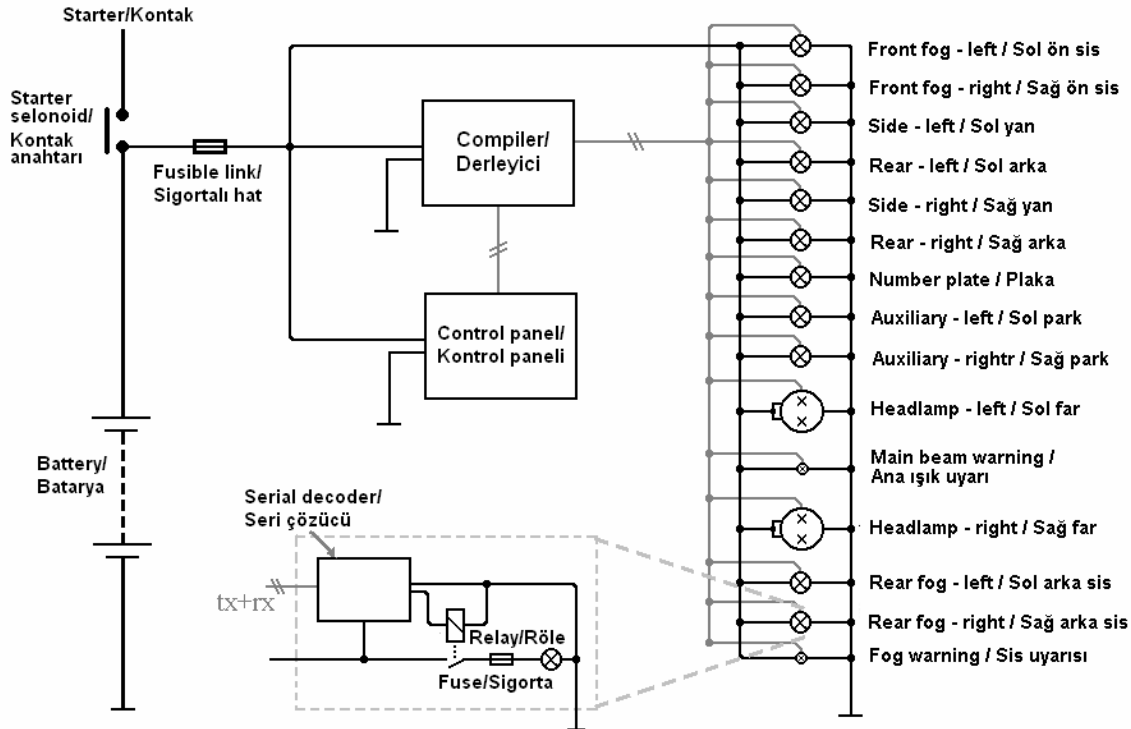 Starter/Kontak
Starter
selonoid/
Kontak
anahtarı
Fusible link/
Sigortalı hat
Compiler/
Derleyici
Control panel/
Kontrol paneli
Battery/
Batarya
Serial decoder/
Seri çözücü
tx+rx
Relay/Röle
Fuse/Sigorta
Front fog - left / Sol ön sis
Front fog - right / Sağ ön sis
Side - left / Sol yan
Rear - left / Sol arka
Side - right / Sağ yan
Rear - right / Sağ arka
Number plate / Plaka
Auxiliary - left / Sol park
Auxiliary - rightr / Sağ park
Headlamp - left / Sol far
Main beam warning /
Ana ışik uyarı
Headlamp - right / Sağ far
Rear fog - left / Sol arka sis
Rear fog - right / Sağ arka sis
Fog warning / Sis uyarısı